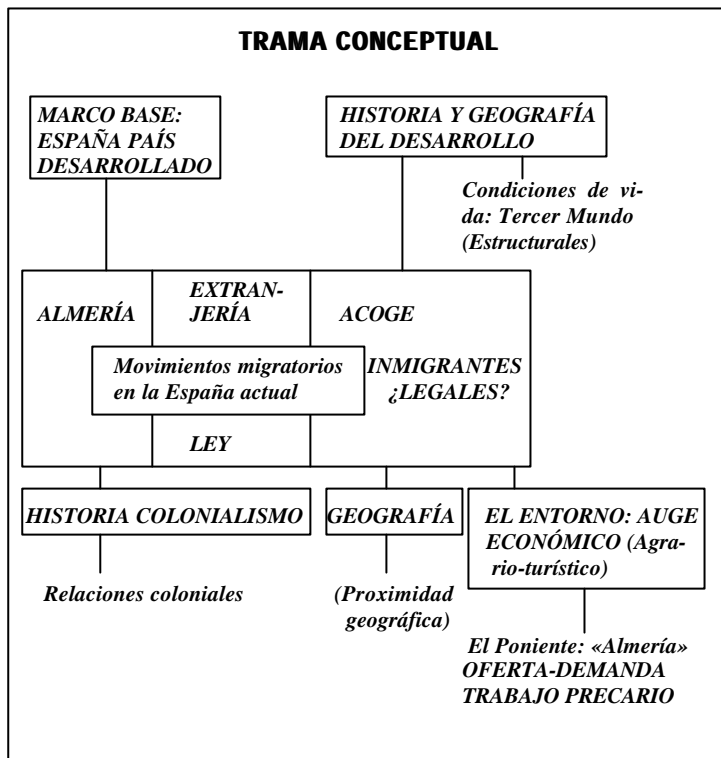 TRAMA CONCEPTUAL
MARCO BASE:
ESPAÑA PAÍS
DESARROLLADO
HISTORIA Y GEOGRAFÍA
DEL DESARROLLO
Condiciones de vi-
da: Tercer Mundo
(Estructurales)
ALMERÍA
EXTRAN-
JERÍA
ACOGE
Movimientos migratorios
en la España actual
INMIGRANTES
¿LEGALES?
LEY
HISTORIA COLONIALISMO
GEOGRAFÍA
EL ENTORNO: AUGE
ECONÓMICO (Agra-
rio-turístico)
Relaciones coloniales
(Proximidad
geográfica)
El Poniente: «Almería»
OFERTA-DEMANDA
TRABAJO PRECARIO